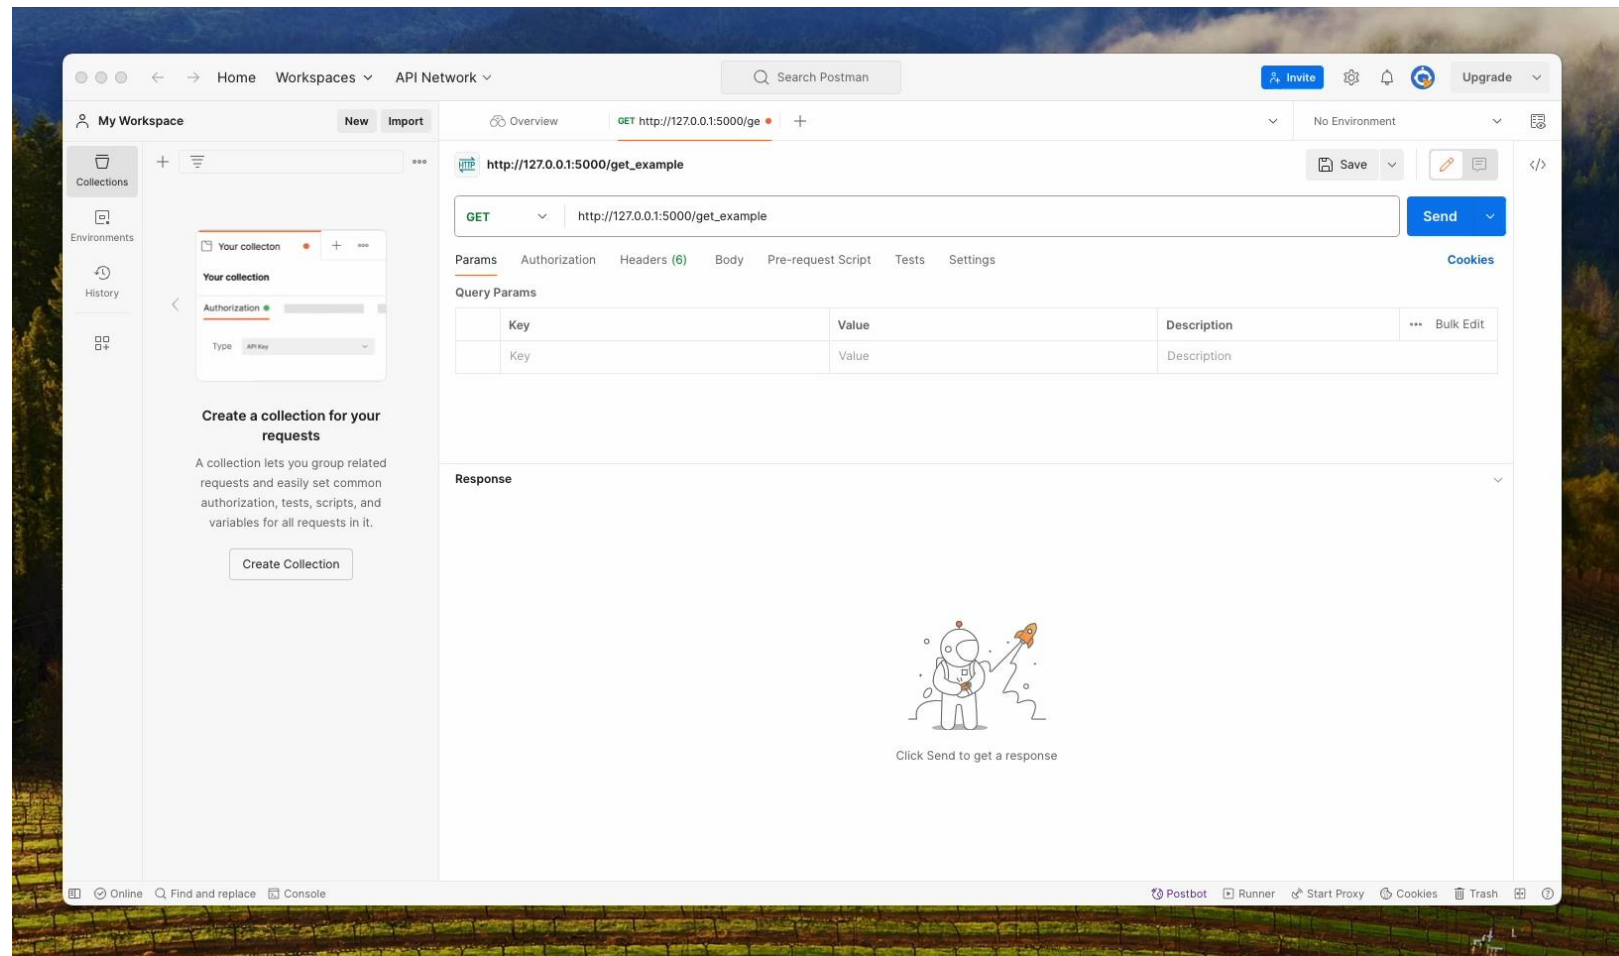 Home Workspaces API Network Search Postman Invite Upgrade
My Workspace New Import Overview GET http://127.0.0.1:5000/ge No Environment
Collections
Environments
History
Your collecton
Your collection
Authorization
Type API Key
Create a collection for your
requests
A collection lets you group related
requests and easily set common
authorization, tests, scripts, and
variables for all requests in it.
Create Collection
HTTP http://127.0.0.1:5000/get_example Save
GET http://127.0.0.1:5000/get_example Send
Params Authorization Headers (6) Body Pre-request Script Tests Settings Cookies
Query Params
Key Value Description Bulk Edit
Key Value Description
Response
Click Send to get a response
Online Find and replace Console Postbot Runner Start Proxy Cookies Trash